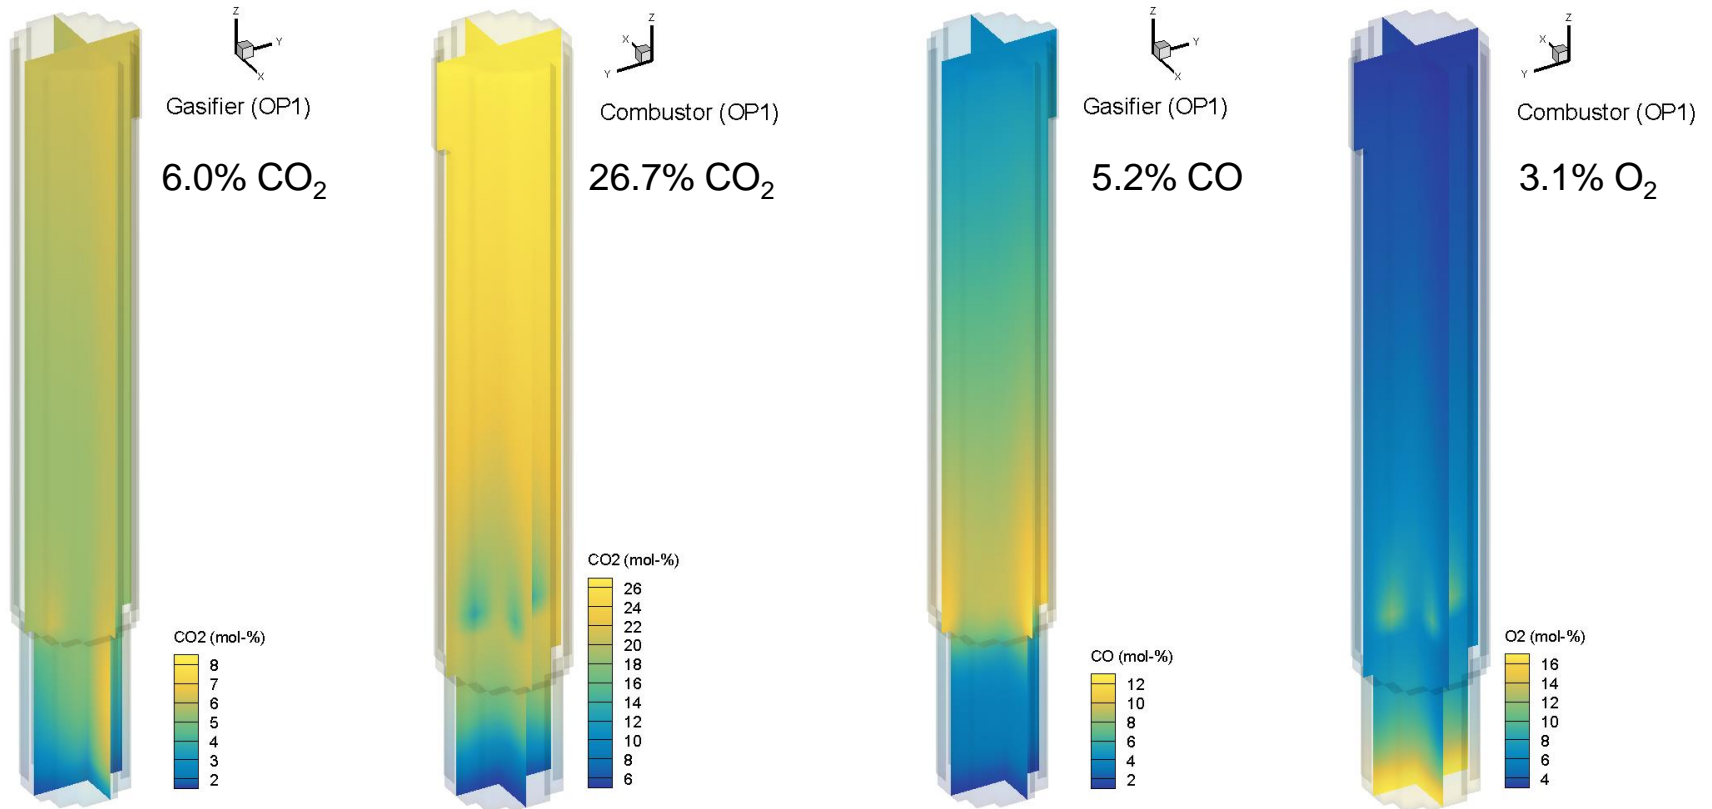 Z
Y
X
Gasifier (OP1)
6.0% CO₂
CO2 (mol-%)
8
7
6
5
4
3
2
Z
X
Y
Combustor (OP1)
26.7% CO₂
CO2 (mol-%)
26
24
22
20
18
16
14
12
10
8
6
Z
Y
X
Gasifier (OP1)
5.2% CO
CO (mol-%)
12
10
8
6
4
2
Z
X
Y
Combustor (OP1)
3.1% O₂
O2 (mol-%)
16
14
12
10
8
6
4